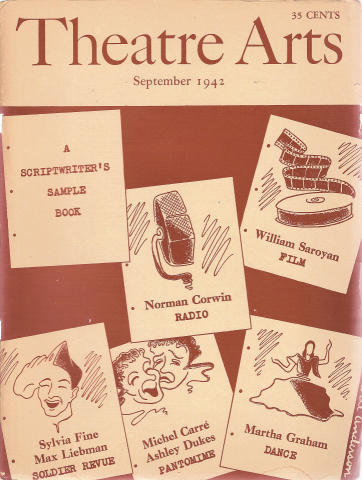 35 CENTS
Theatre Arts
September 1942
A
SCRIPTWRITER'S
SAMPLE
BOOK
Norman Corwin
RADIO
William Saroyan
FILM
Sylvia Fine
Max Liebman
SOLDIER REVUE
Michel Carré
Ashley Dukes
PANTOMIME
Martha Graham
DANCE